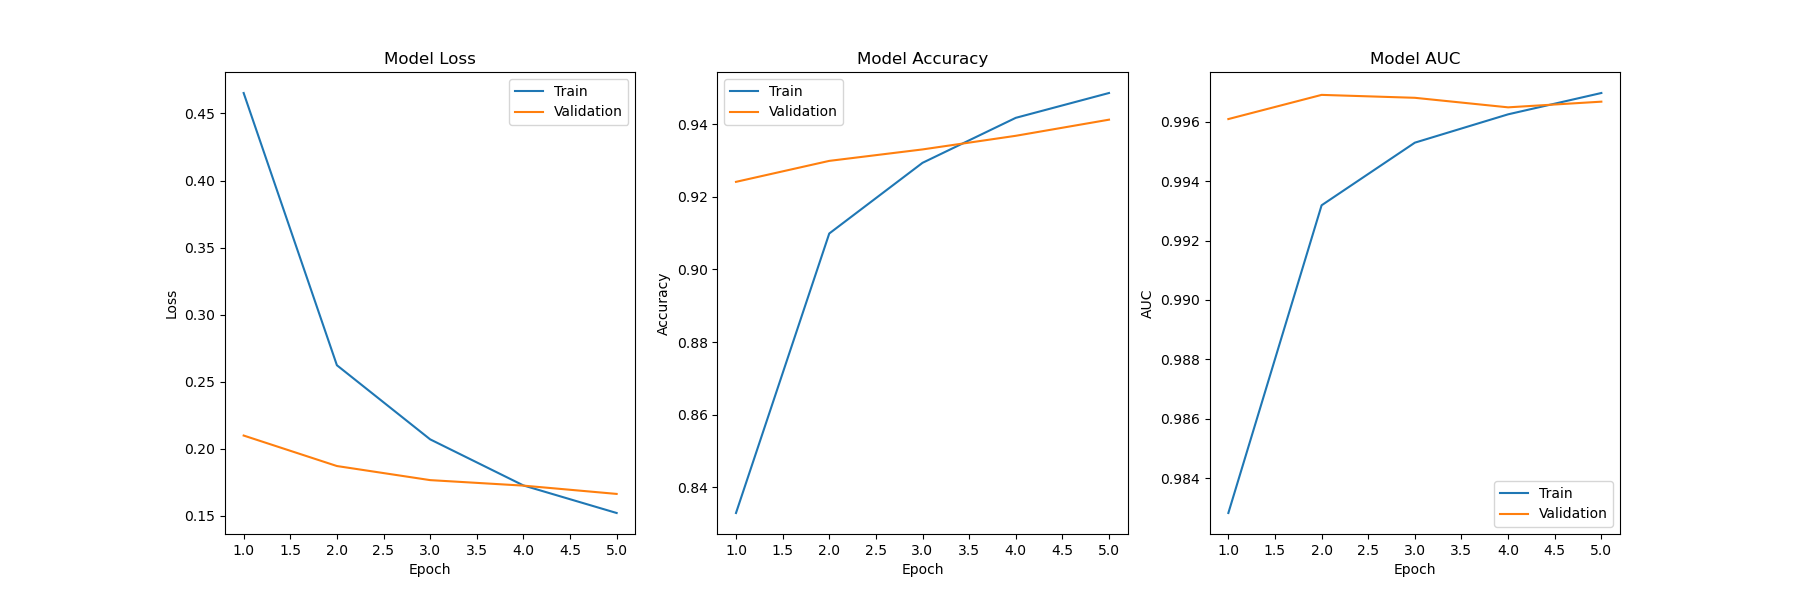 Model Loss
Train
Validation
0.45
0.40
0.35
0.30
0.25
0.20
0.15
Loss
1.0 1.5 2.0 2.5 3.0 3.5 4.0 4.5 5.0
Epoch
Model Accuracy
Train
Validation
0.94
0.92
0.90
0.88
0.86
0.84
Accuracy
1.0 1.5 2.0 2.5 3.0 3.5 4.0 4.5 5.0
Epoch
Model AUC
0.996
0.994
0.992
0.990
0.988
0.986
0.984
AUC
Train
Validation
1.0 1.5 2.0 2.5 3.0 3.5 4.0 4.5 5.0
Epoch